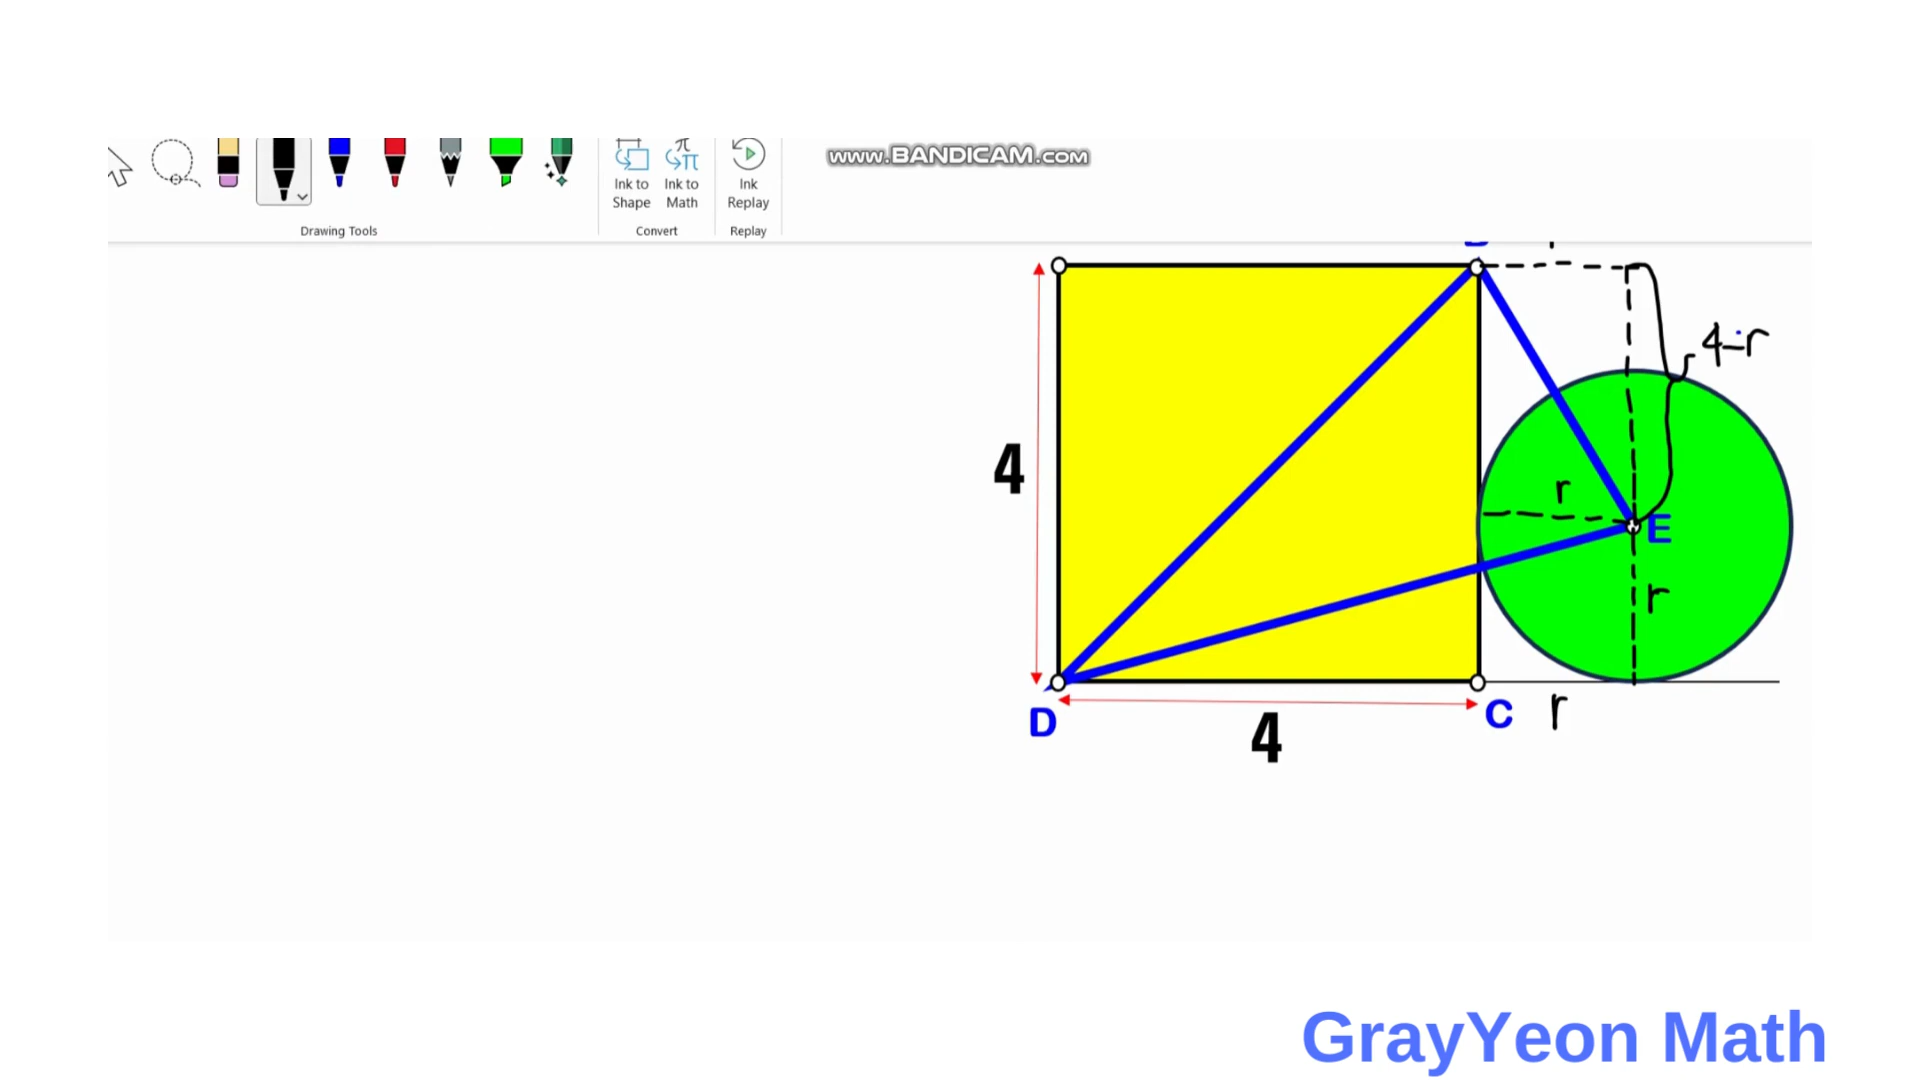 www.BANDICAM.com
Ink to Shape
Ink to Math
Ink Replay
Drawing Tools
Convert
Replay
4-r
4
r
E
r
D
C
r
4
GrayYeon Math